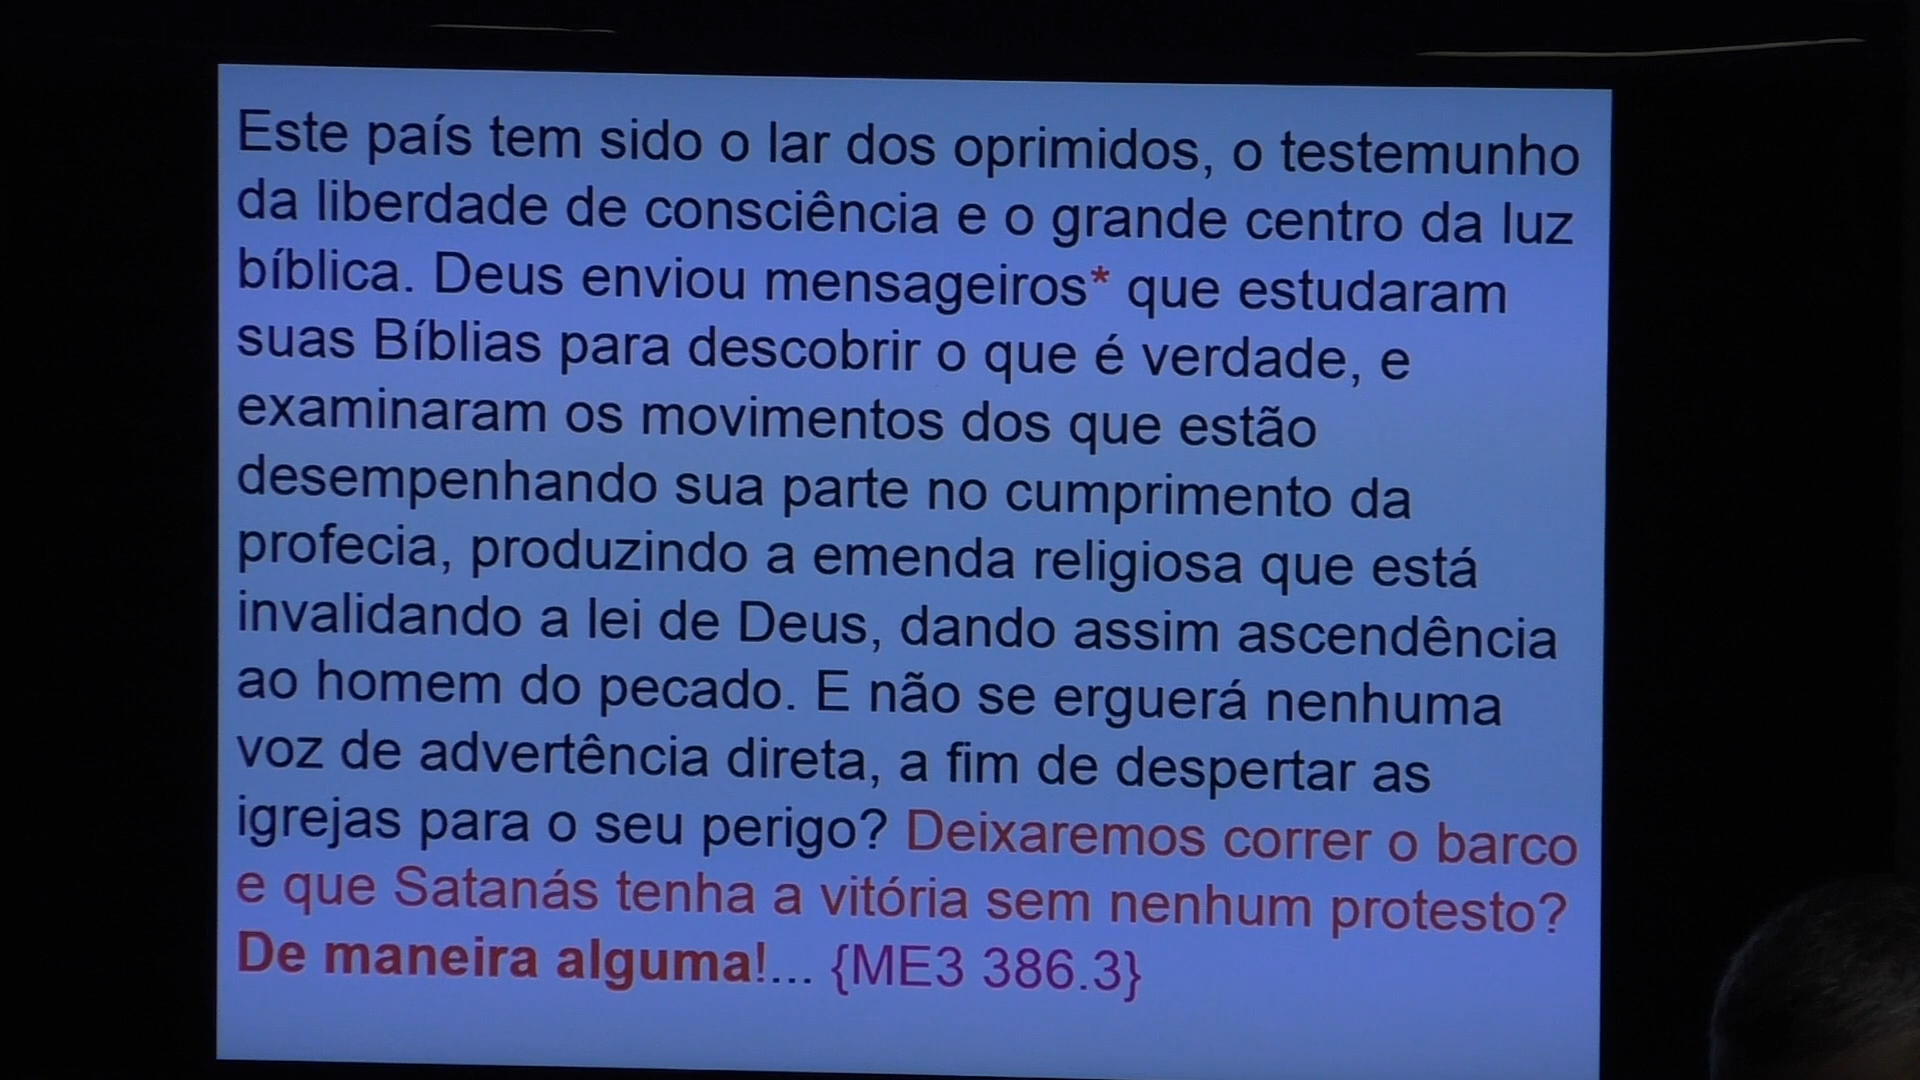 Este país tem sido o lar dos oprimidos, o testemunho
da liberdade de consciência e o grande centro da luz
bíblica. Deus enviou mensageiros* que estudaram
suas Bíblias para descobrir o que é verdade, e
examinaram os movimentos dos que estão
desempenhando sua parte no cumprimento da
profecia, produzindo a emenda religiosa que está
invalidando a lei de Deus, dando assim ascendência
ao homem do pecado. E não se erguerá nenhuma
voz de advertência direta, a fim de despertar as
igrejas para o seu perigo? Deixaremos correr o barco
e que Satanás tenha a vitória sem nenhum protesto?
De maneira alguma!... {ME3 386.3}